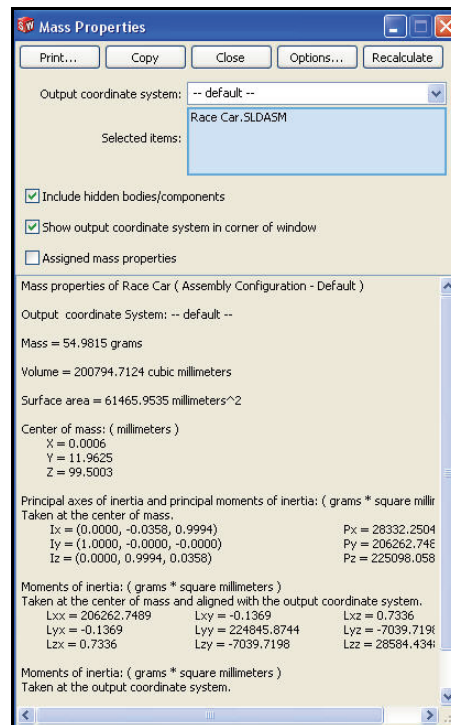 Mass Properties
Print... Copy Close Options... Recalculate
Output coordinate system: -- default --
Selected items: Race Car.SLDASM
Include hidden bodies/components
Show output coordinate system in corner of window
Assigned mass properties
Mass properties of Race Car ( Assembly Configuration - Default )
Output coordinate System: -- default --
Mass = 54.9815 grams
Volume = 200794.7124 cubic millimeters
Surface area = 61465.9535 millimeters^2
Center of mass: ( millimeters )
X = 0.0006
Y = 11.9625
Z = 99.5003
Principal axes of inertia and principal moments of inertia: ( grams * square millir
Taken at the center of mass.
Ix = (0.0000, -0.0358, 0.9994) Px = 28332.2504
Iy = (1.0000, -0.0000, -0.0000) Py = 206262.748
Iz = (0.0000, 0.9994, 0.0358) Pz = 225098.058
Moments of inertia: ( grams * square millimeters )
Taken at the center of mass and aligned with the output coordinate system.
Lxx = 206262.7489 Lxy = -0.1369 Lxz = 0.7336
Lyx = -0.1369 Lyy = 224845.8744 Lyz = -7039.7198
Lzx = 0.7336 Lzy = -7039.7198 Lzz = 28584.434
Moments of inertia: ( grams * square millimeters )
Taken at the output coordinate system.